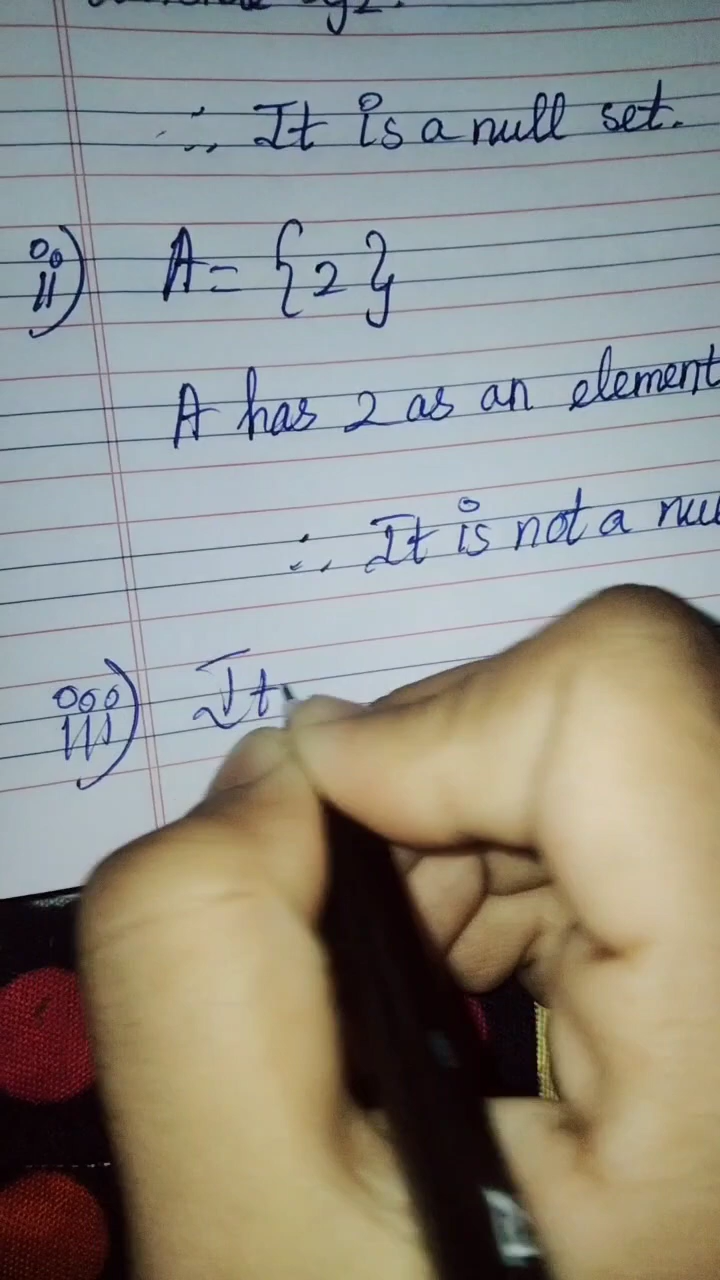 ∴ It is a null set.
ii) A = {2}
A has 2 as an element
∴ It is not a
iii) It